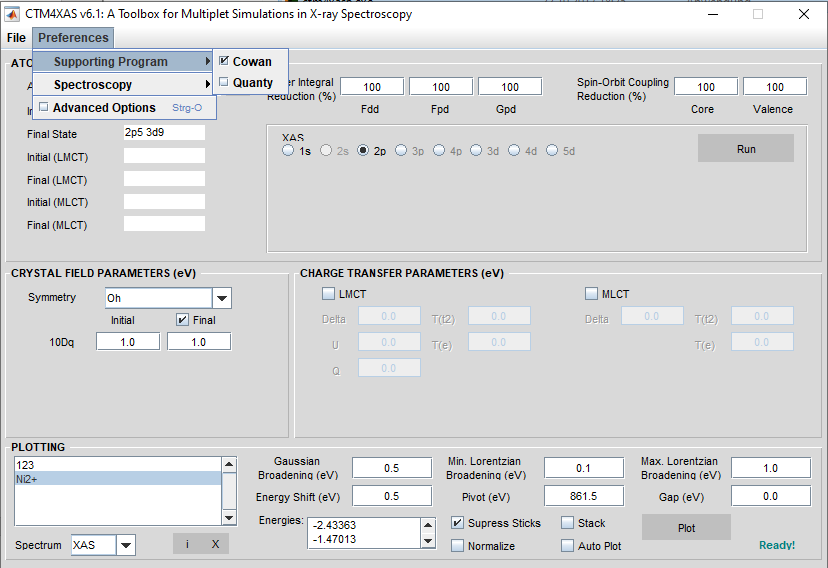 CTM4XAS v6.1: A Toolbox for Multiplet Simulations in X-ray Spectroscopy
File Preferences
Supporting Program
Cowan
Spectroscopy
Quanty
Advanced Options Strg-O
Final State 2p5 3d9
Initial (LMCT)
Final (LMCT)
Initial (MLCT)
Final (MLCT)
Integral
Reduction (%)
100 100 100
Fdd Fpd Gpd
Spin-Orbit Coupling
Reduction (%)
100 100
Core Valence
XAS
1s 2s 2p 3p 4p 3d 4d 5d
Run
CRYSTAL FIELD PARAMETERS (eV)
Symmetry Oh
Initial Final
10Dq 1.0 1.0
CHARGE TRANSFER PARAMETERS (eV)
LMCT
Delta 0.0 T(t2) 0.0
U 0.0 T(e) 0.0
Q 0.0
MLCT
Delta 0.0 T(t2) 0.0
T(e) 0.0
PLOTTING
123
Ni2+
Spectrum XAS i X
Gaussian
Broadening (eV) 0.5
Min. Lorentzian
Broadening (eV) 0.1
Max. Lorentzian
Broadening (eV) 1.0
Energy Shift (eV) 0.5 Pivot (eV) 861.5 Gap (eV) 0.0
Energies: -2.43363
-1.47013
Supress Sticks Stack
Normalize Auto Plot
Plot
Ready!